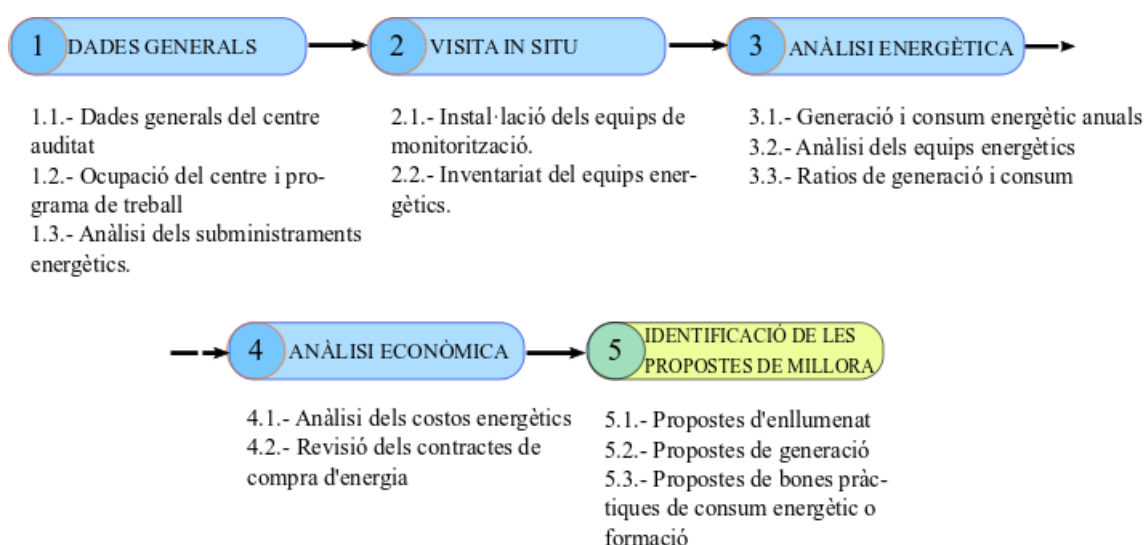 1 DADES GENERALS
2 VISITA IN SITU
3 ANÀLISI ENERGÈTICA
1.1.- Dades generals del centre
auditat
1.2.- Ocupació del centre i pro-
grama de treball
1.3.- Anàlisi dels subministraments
energètics.
2.1.- Instal·lació dels equips de
monitorització.
2.2.- Inventariat del equips ener-
gètics.
3.1.- Generació i consum energètic anuals
3.2.- Anàlisi dels equips energètics
3.3.- Ratios de generació i consum
4 ANÀLISI ECONÒMICA
5 IDENTIFICACIÓ DE LES
PROPOSTES DE MILLORA
4.1.- Anàlisi dels costos energètics
4.2.- Revisió dels contractes de
compra d'energia
5.1.- Propostes d'enllumenat
5.2.- Propostes de generació
5.3.- Propostes de bones pràc-
tiques de consum energètic o
formació